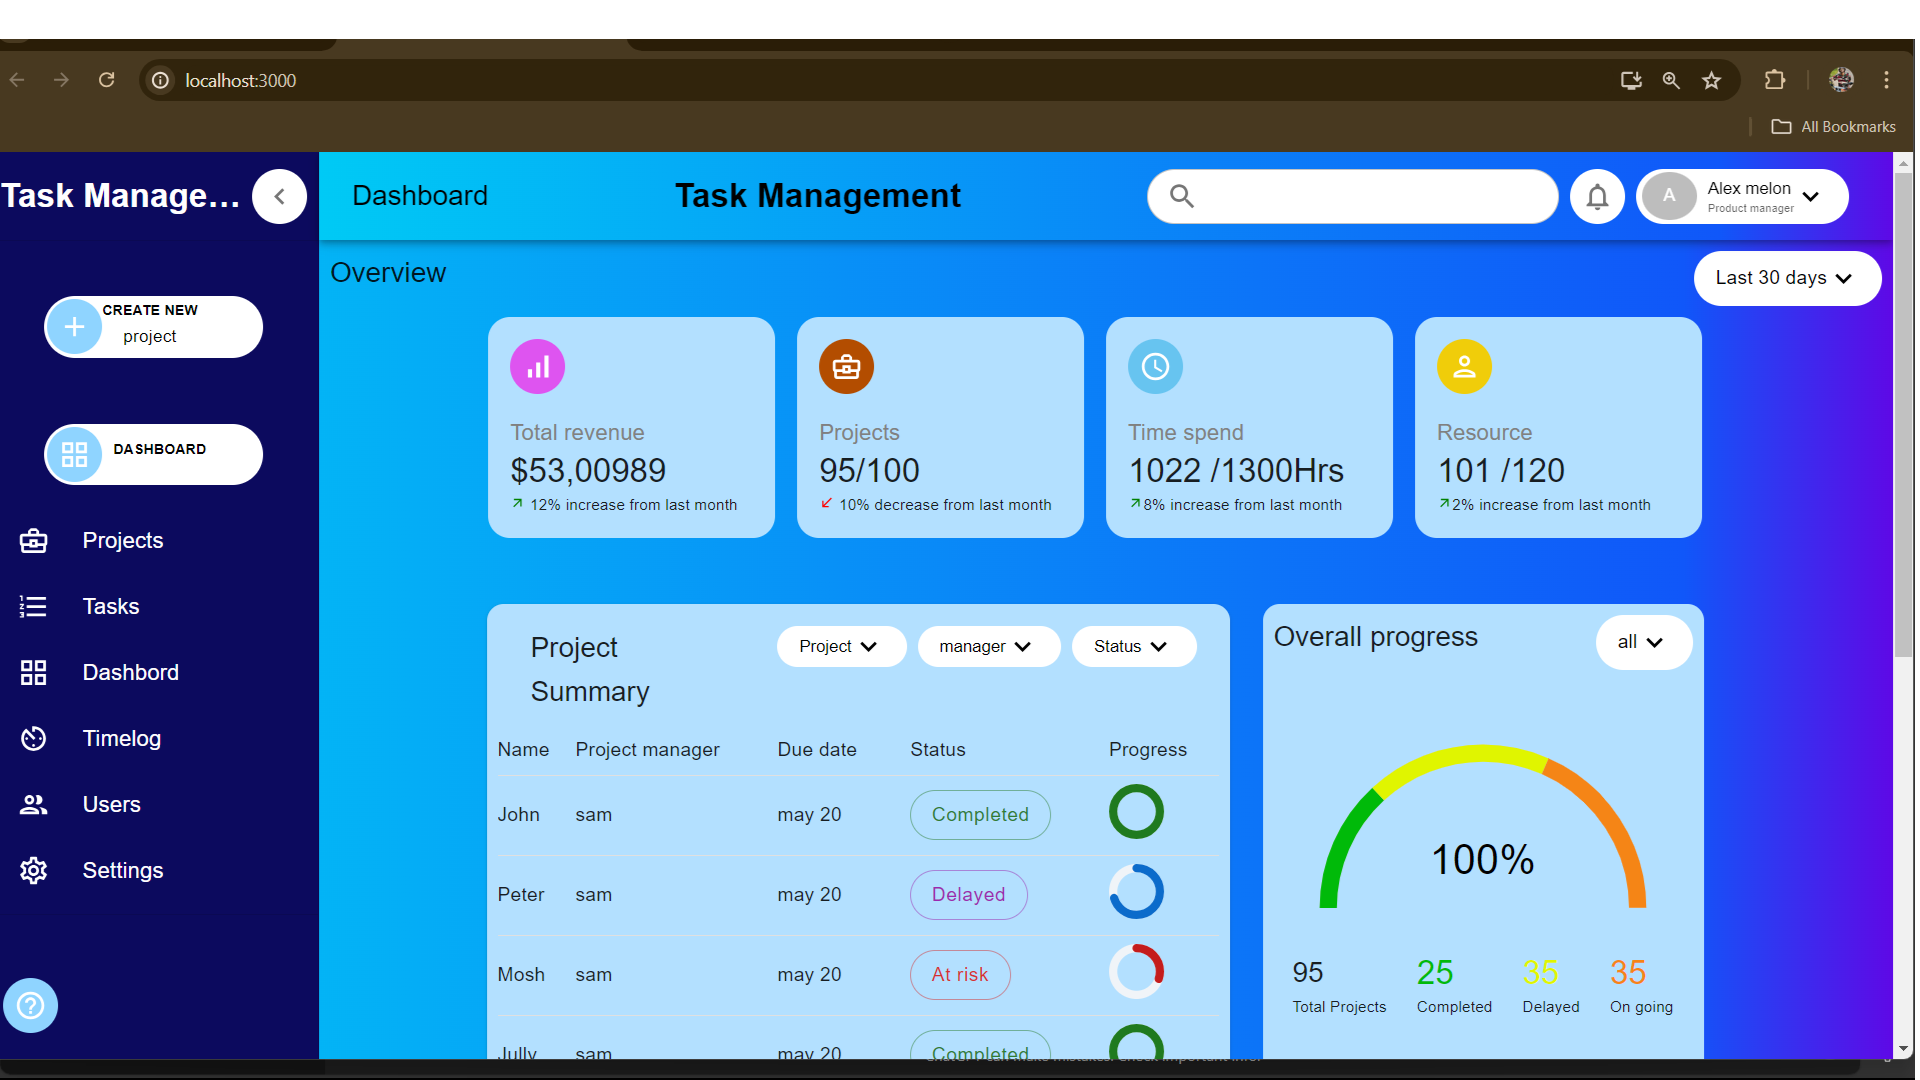 localhost:3000
All Bookmarks
Task Manage...
Dashboard
Task Management
A
Alex melon
Product manager
Overview
Last 30 days
CREATE NEW
project
DASHBOARD
Projects
Tasks
Dashbord
Timelog
Users
Settings
Total revenue
$53,00989
12% increase from last month
Projects
95/100
10% decrease from last month
Time spend
1022 /1300Hrs
8% increase from last month
Resource
101 /120
2% increase from last month
Project
Summary
Project
manager
Status
Name Project manager Due date Status Progress
John sam may 20 Completed
Peter sam may 20 Delayed
Mosh sam may 20 At risk
Jully sam may 20 Completed
Overall progress
all
100%
95
Total Projects
25
Completed
35
Delayed
35
On going